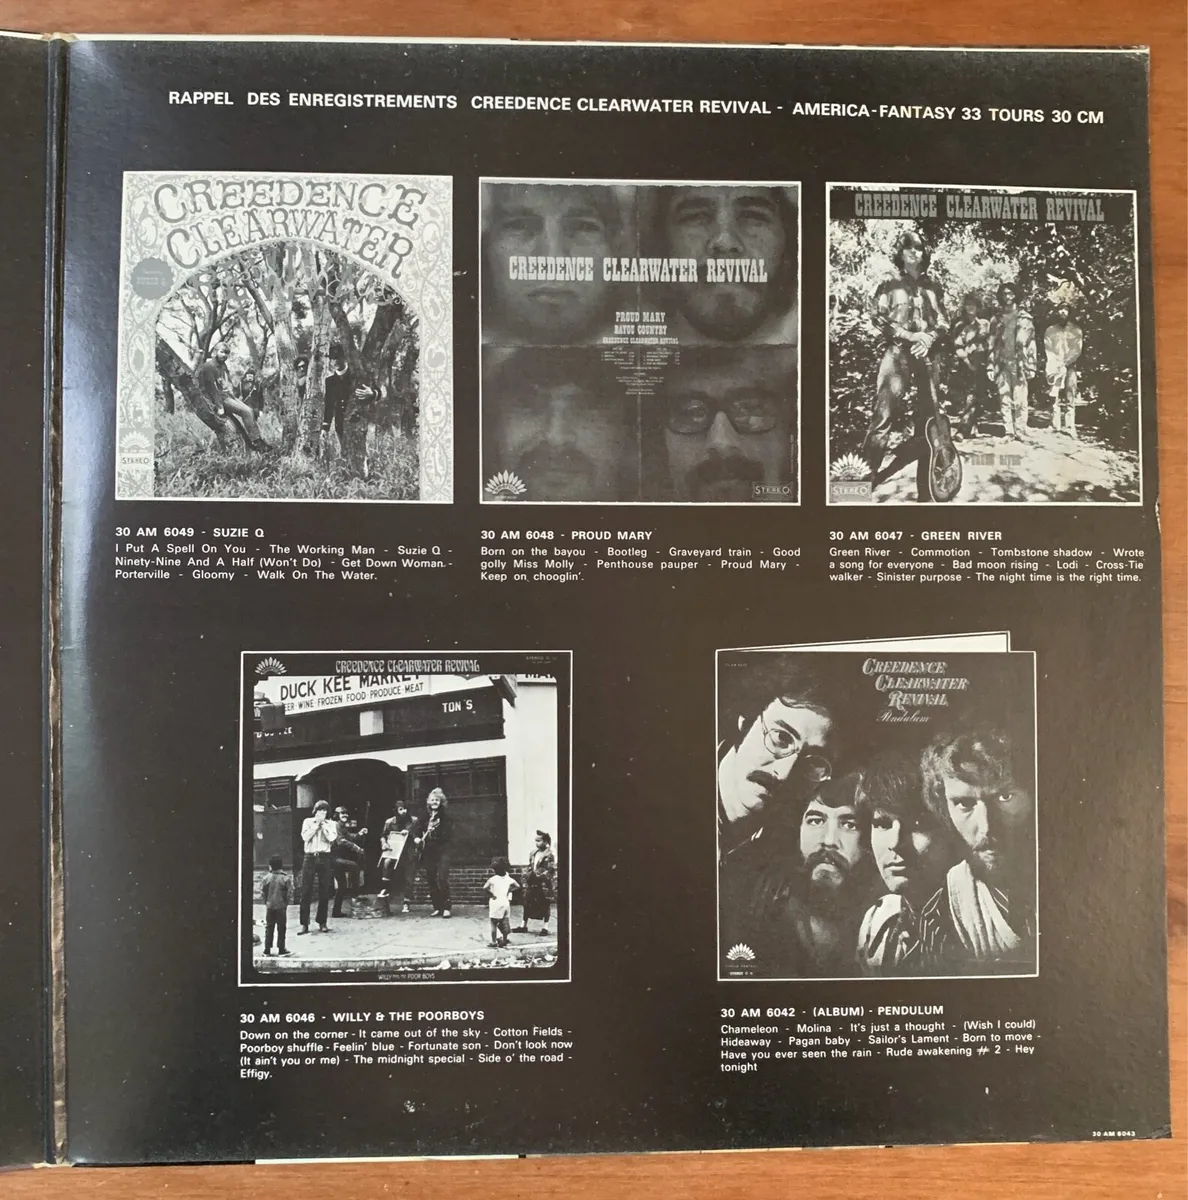 RAPPEL DES ENREGISTREMENTS CREEDENCE CLEARWATER REVIVAL - AMERICA-FANTASY 33 TOURS 30 CM
CREEDENCE
CLEARWATER
STEREO
CREEDENCE CLEARWATER REVIVAL
PROUD MARY
BAYOU COUNTRY
CREEDENCE CLEARWATER REVIVAL
STEREO
CREEDENCE CLEARWATER REVIVAL
GREEN RIVER
STEREO
30 AM 6049 - SUZIE Q
I Put A Spell On You - The Working Man - Suzie Q -
Ninety-Nine And A Half (Won't Do) - Get Down Woman -
Porterville - Gloomy - Walk On The Water.
30 AM 6048 - PROUD MARY
Born on the bayou - Bootleg - Graveyard train - Good
golly Miss Molly - Penthouse pauper - Proud Mary -
Keep on chooglin'.
30 AM 6047 - GREEN RIVER
Green River - Commotion - Tombstone shadow - Wrote
a song for everyone - Bad moon rising - Lodi - Cross-Tie
walker - Sinister purpose - The night time is the right time.
CREEDENCE CLEARWATER REVIVAL
DUCK KEE MARKET
EER·WINE·FROZEN FOOD·PRODUCE·MEAT
TON'S
WILLY AND THE POOR BOYS
CREEDENCE
CLEARWATER
REVIVAL
Pendulum
30 AM 6046 - WILLY & THE POORBOYS
Down on the corner - It came out of the sky - Cotton Fields -
Poorboy shuffle - Feelin' blue - Fortunate son - Don't look now
(It ain't you or me) - The midnight special - Side o' the road -
Effigy.
30 AM 6042 - (ALBUM) - PENDULUM
Chameleon - Molina - It's just a thought - (Wish I could)
Hideaway - Pagan baby - Sailor's Lament - Born to move -
Have you ever seen the rain - Rude awakening # 2 - Hey
tonight
30 AM 6043